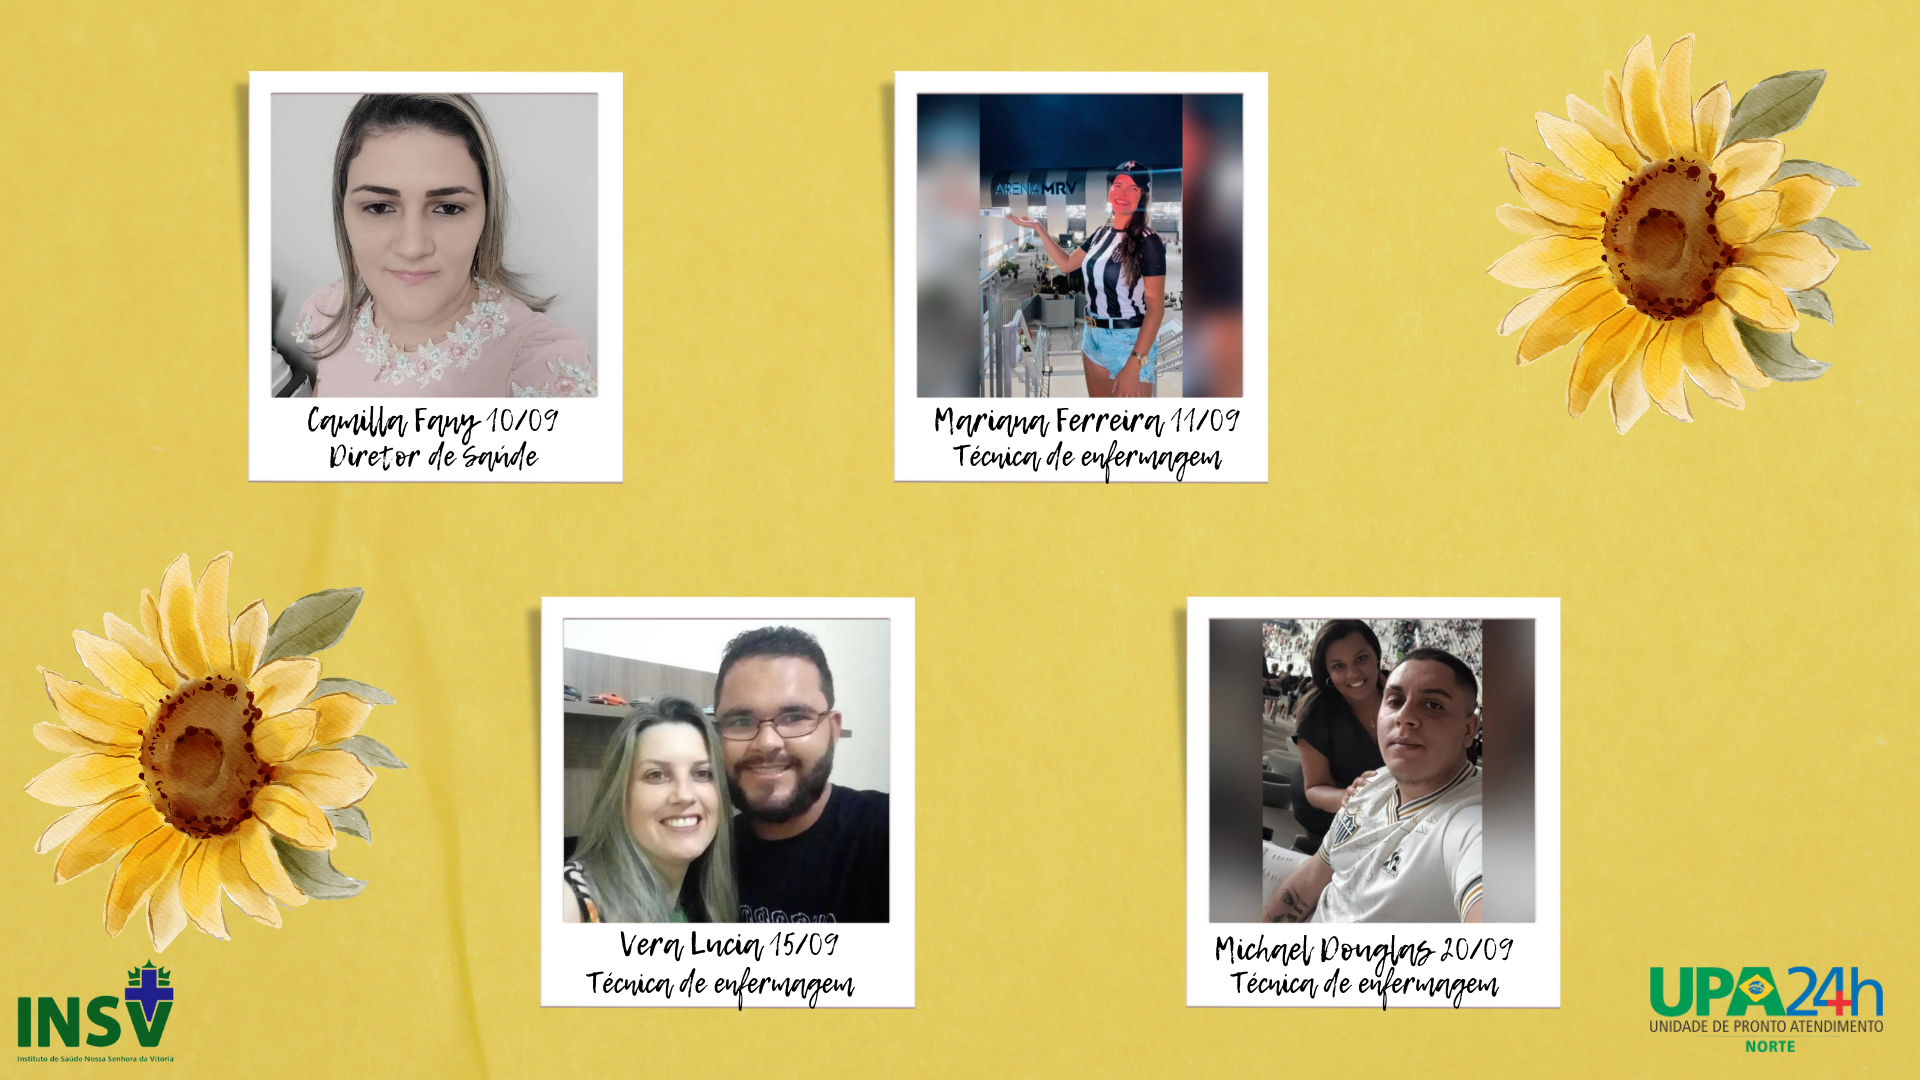 ARENA MRV
Camilla Fany 10/09
Diretor de Saúde
Mariana Ferreira 11/09
Técnica de enfermagem
Vera Lucia 15/09
Técnica de enfermagem
Michael Douglas 20/09
Técnica de enfermagem
INSV
Instituto de Saúde Nossa Senhora da Vitória
UPA24h
UNIDADE DE PRONTO ATENDIMENTO
NORTE